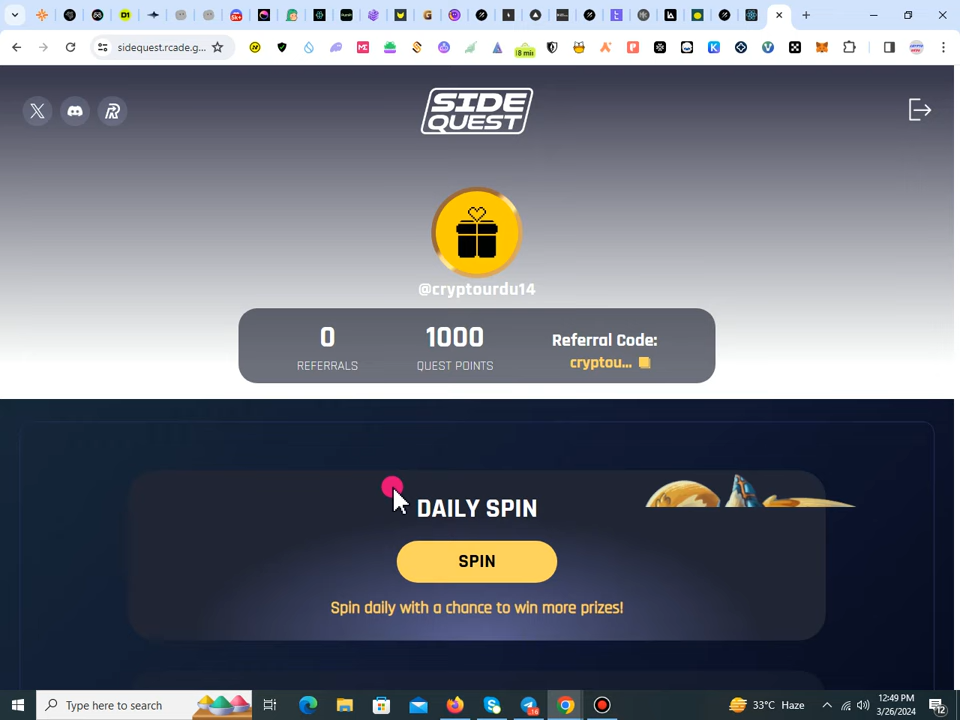 sidequest.rcade.g...
SIDE
QUEST
@cryptourdu14
0
REFERRALS
1000
QUEST POINTS
Referral Code:
cryptou...
DAILY SPIN
SPIN
Spin daily with a chance to win more prizes!
Type here to search
33°C Haze
12:49 PM
3/26/2024
12